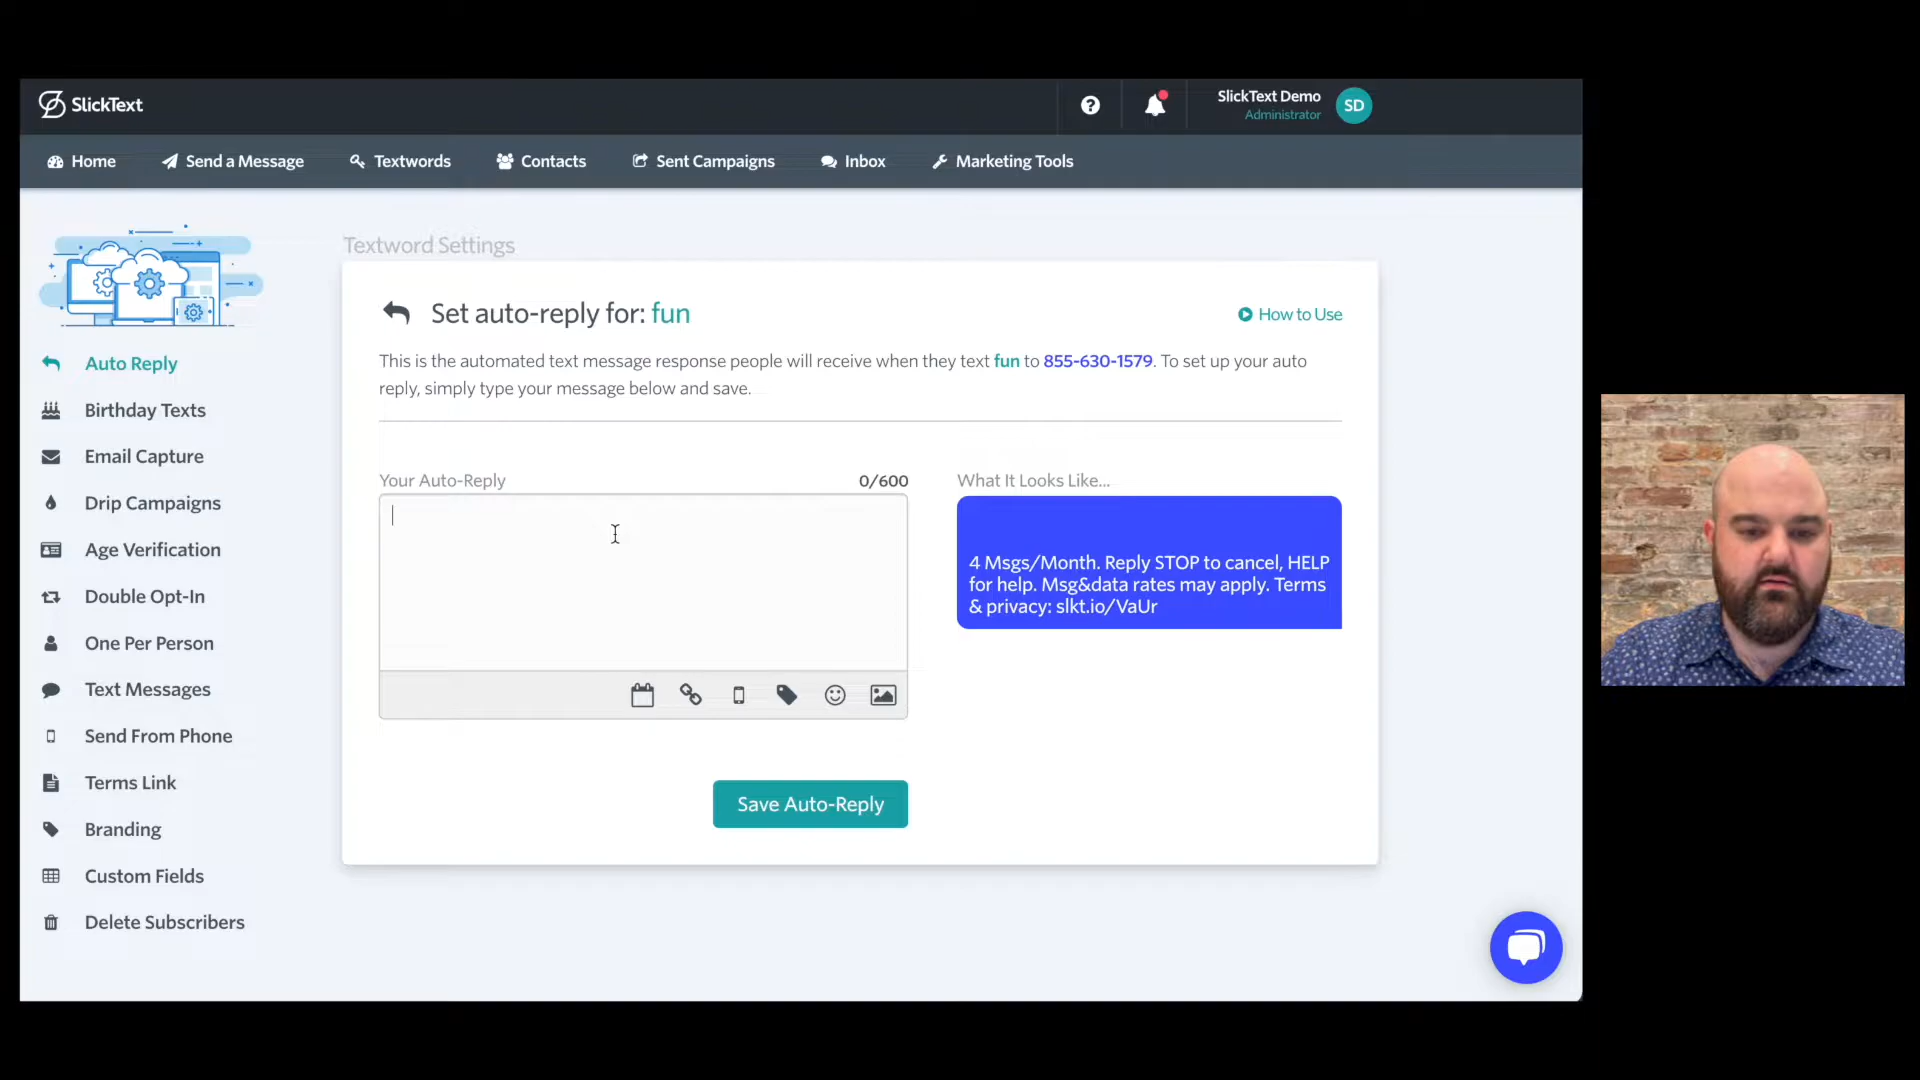 SlickText
SlickText Demo
Administrator
SD
Home
Send a Message
Textwords
Contacts
Sent Campaigns
Inbox
Marketing Tools
Auto Reply
Birthday Texts
Email Capture
Drip Campaigns
Age Verification
Double Opt-In
One Per Person
Text Messages
Send From Phone
Terms Link
Branding
Custom Fields
Delete Subscribers
Textword Settings
Set auto-reply for: fun
How to Use
This is the automated text message response people will receive when they text fun to 855-630-1579. To set up your auto
reply, simply type your message below and save.
Your Auto-Reply
0/600
What It Looks Like...
4 Msgs/Month. Reply STOP to cancel, HELP
for help. Msg&data rates may apply. Terms
& privacy: slkt.io/VaUr
Save Auto-Reply